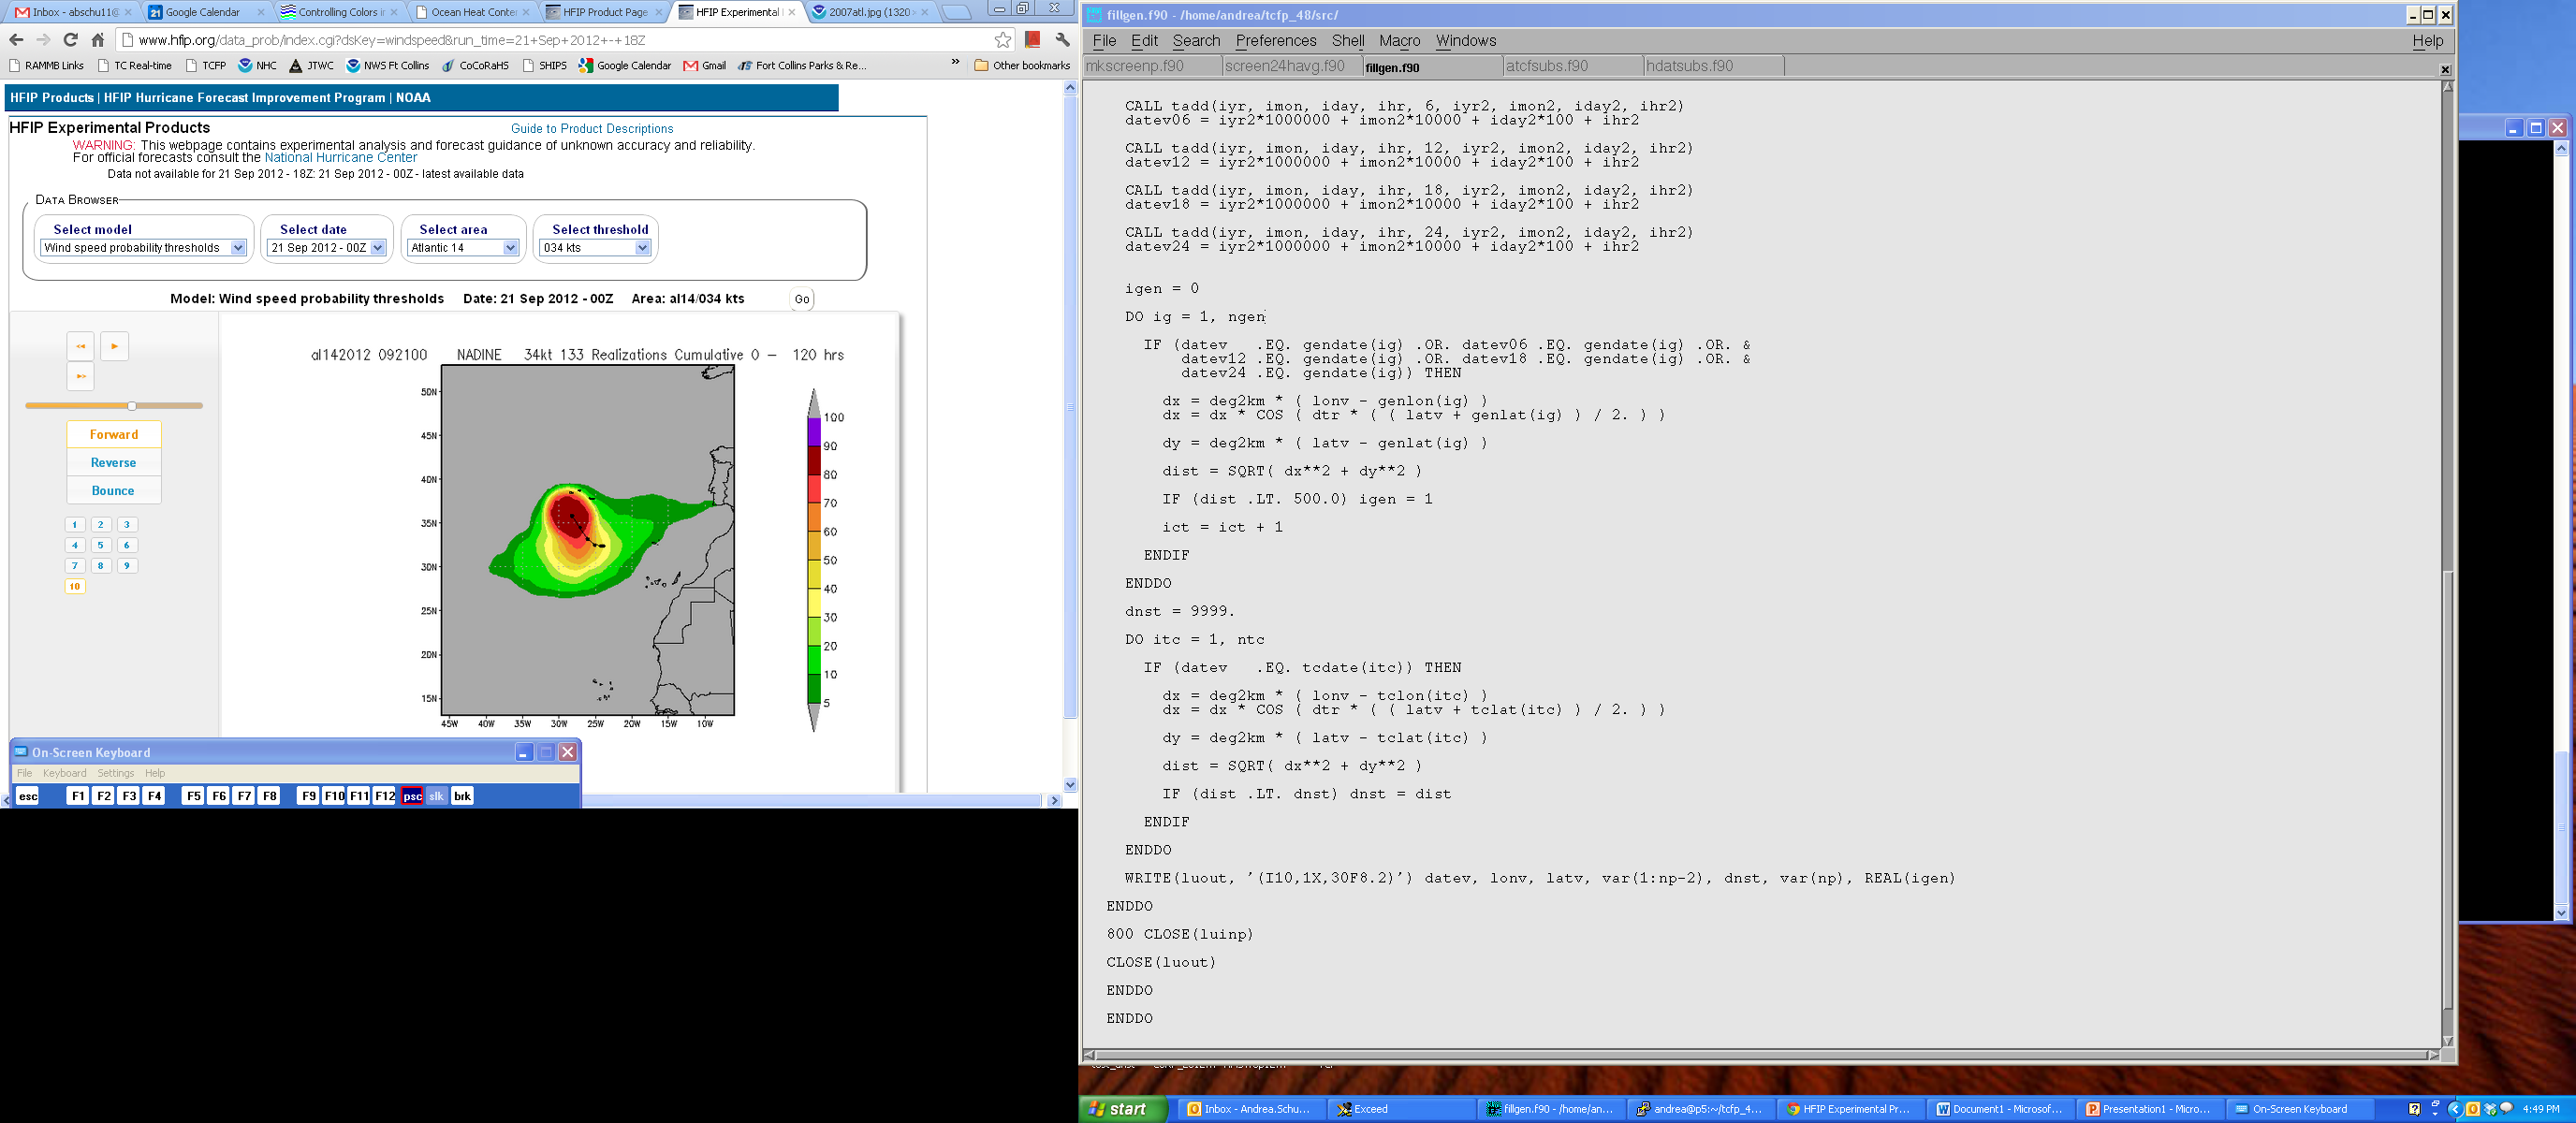 Inbox - abschu11@
Google Calendar
Controlling Colors in
Ocean Heat Conter
HFIP Product Page
HFIP Experimental
2007atl.jpg (1320
www.hfip.org/data_prob/index.cgi?dsKey=windspeed&run_time=21+Sep+2012+-+18Z
RAMMB Links
TC Real-time
TCFP
NHC
JTWC
NWS Ft Collins
CoCoRaHS
SHIPS
Google Calendar
Gmail
Fort Collins Parks & Re...
»
Other bookmarks
HFIP Products | HFIP Hurricane Forecast Improvement Program | NOAA
HFIP Experimental Products
Guide to Product Descriptions
WARNING: This webpage contains experimental analysis and forecast guidance of unknown accuracy and reliability.
For official forecasts consult the National Hurricane Center
Data not available for 21 Sep 2012 - 18Z: 21 Sep 2012 - 00Z - latest available data
DATA BROWSER
Select model
Select date
Select area
Select threshold
Wind speed probability thresholds
21 Sep 2012 - 00Z
Atlantic 14
034 kts
Model: Wind speed probability thresholds Date: 21 Sep 2012 - 00Z Area: al14/034 kts
Go
Forward
Reverse
Bounce
1 2 3
4 5 6
7 8 9
10
al142012 092100 NADINE 34kt 133 Realizations Cumulative 0 - 120 hrs
50N
45N
40N
35N
30N
25N
20N
15N
45W 40W 35W 30W 25W 20W 15W 10W
100
90
80
70
60
50
40
30
20
10
5
On-Screen Keyboard
File Keyboard Settings Help
esc F1 F2 F3 F4 F5 F6 F7 F8 F9 F10 F11 F12 psc slk brk
fillgen.f90 - /home/andrea/tcfp_48/src/
File Edit Search Preferences Shell Macro Windows
Help
mkscreenp.f90
screen24havg.f90
fillgen.f90
atcfsubs.f90
hdatsubs.f90
CALL tadd(iyr, imon, iday, ihr, 6, iyr2, imon2, iday2, ihr2)
datev06 = iyr2*1000000 + imon2*10000 + iday2*100 + ihr2
CALL tadd(iyr, imon, iday, ihr, 12, iyr2, imon2, iday2, ihr2)
datev12 = iyr2*1000000 + imon2*10000 + iday2*100 + ihr2
CALL tadd(iyr, imon, iday, ihr, 18, iyr2, imon2, iday2, ihr2)
datev18 = iyr2*1000000 + imon2*10000 + iday2*100 + ihr2
CALL tadd(iyr, imon, iday, ihr, 24, iyr2, imon2, iday2, ihr2)
datev24 = iyr2*1000000 + imon2*10000 + iday2*100 + ihr2
igen = 0
DO ig = 1, ngen
IF (datev .EQ. gendate(ig) .OR. datev06 .EQ. gendate(ig) .OR. &
datev12 .EQ. gendate(ig) .OR. datev18 .EQ. gendate(ig) .OR. &
datev24 .EQ. gendate(ig)) THEN
dx = deg2km * ( lonv - genlon(ig) )
dx = dx * COS ( dtr * ( ( latv + genlat(ig) ) / 2. ) )
dy = deg2km * ( latv - genlat(ig) )
dist = SQRT( dx**2 + dy**2 )
IF (dist .LT. 500.0) igen = 1
ict = ict + 1
ENDIF
ENDDO
dnst = 9999.
DO itc = 1, ntc
IF (datev .EQ. tcdate(itc)) THEN
dx = deg2km * ( lonv - tclon(itc) )
dx = dx * COS ( dtr * ( ( latv + tclat(itc) ) / 2. ) )
dy = deg2km * ( latv - tclat(itc) )
dist = SQRT( dx**2 + dy**2 )
IF (dist .LT. dnst) dnst = dist
ENDIF
ENDDO
WRITE(luout, '(I10,1X,30F8.2)') datev, lonv, latv, var(1:np-2), dnst, var(np), REAL(igen)
ENDDO
800 CLOSE(luinp)
CLOSE(luout)
ENDDO
ENDDO
start
Inbox - Andrea.Schu...
Exceed
fillgen.f90 - /home/an...
andrea@p5:~/tcfp_4...
HFIP Experimental Pr...
Document1 - Microsof...
Presentation1 - Micro...
On-Screen Keyboard
4:49 PM